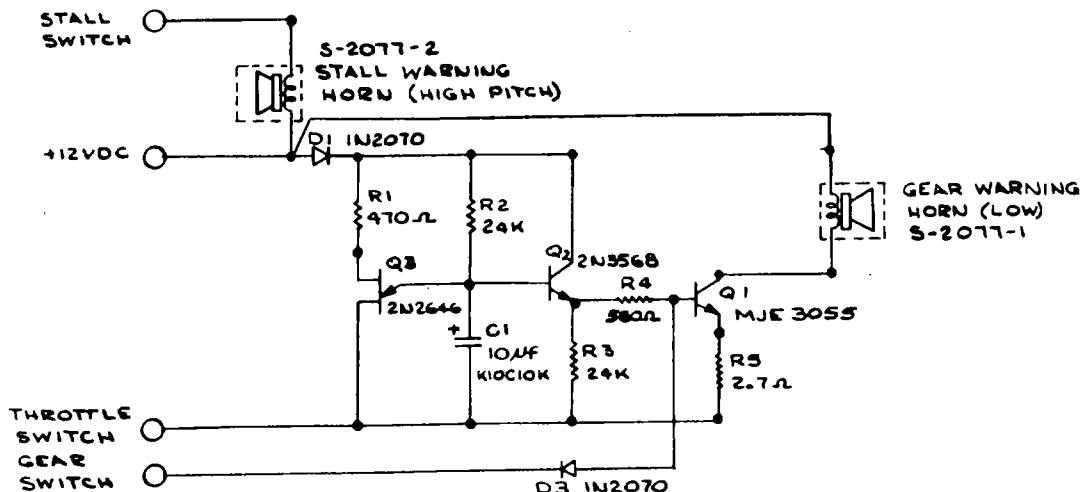 STALL
SWITCH
S-2077-2
STALL WARNING
HORN (HIGH PITCH)
+12VDC
D1 1N2070
R1
470Ω
R2
24K
GEAR WARNING
HORN (LOW)
S-2077-1
Q3
2N2646
Q2
2N3568
R4
560Ω
Q1
MJE 3055
+
C1
10μF
K10C10K
R3
24K
R5
2.7Ω
THROTTLE
SWITCH
GEAR
SWITCH
D3 1N2070